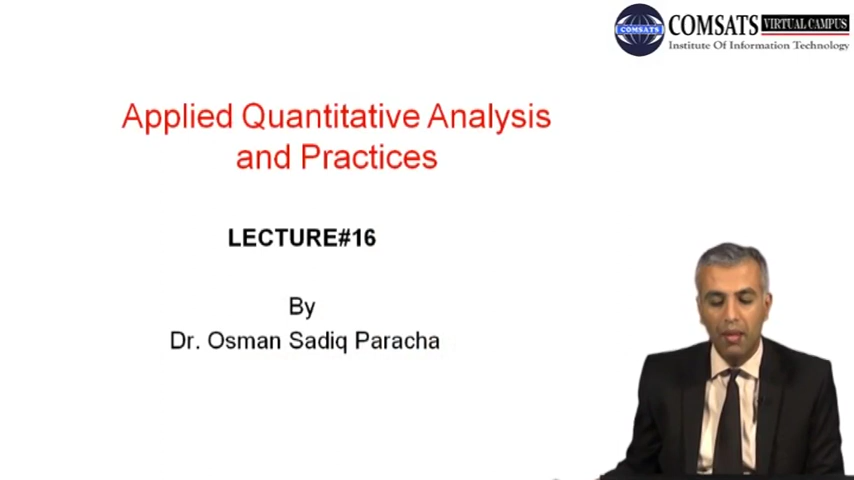 COMSATS
COMSATS VIRTUAL CAMPUS
Institute Of Information Technology
Applied Quantitative Analysis
and Practices
LECTURE#16
By
Dr. Osman Sadiq Paracha